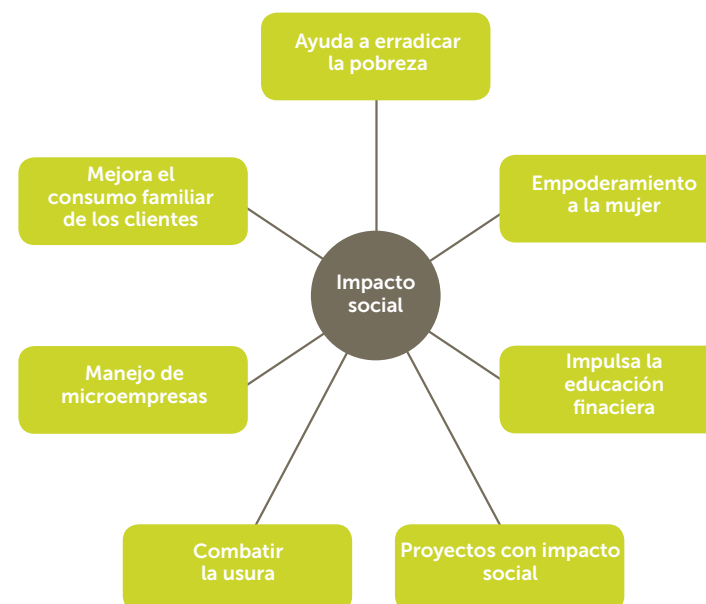 Ayuda a erradicar
la pobreza
Mejora el
consumo familiar
de los clientes
Empoderamiento
a la mujer
Impacto
social
Manejo de
microempresas
Impulsa la
educación
finaciera
Combatir
la usura
Proyectos con impacto
social